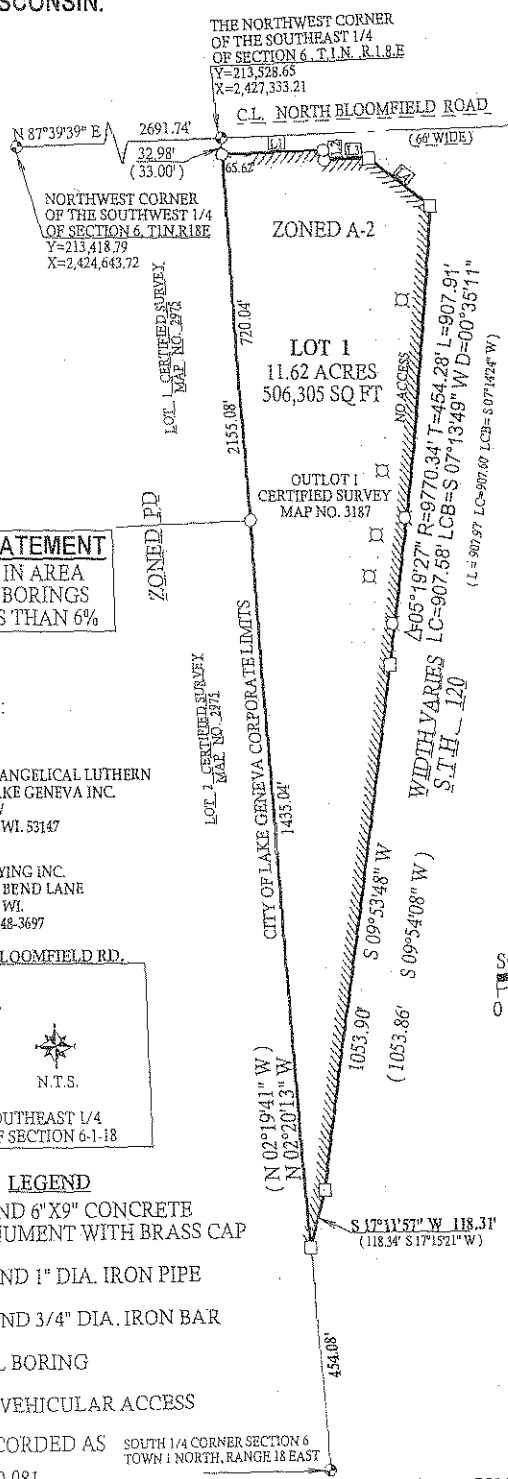 SCONSIN.
THE NORTHWEST CORNER
OF THE SOUTHEAST 1/4
OF SECTION 6, T.1.N. ,R.1.8.E
Y=213,528.65
X=2,427,333.21
C.L. NORTH BLOOMFIELD ROAD
(66' WIDE)
N 87°39'39" E
2691.74'
32.98'
(33.00')
65.62'
L1
L3
NORTHWEST CORNER
OF THE SOUTHWEST 1/4
OF SECTION 6, T1N,R18E
Y=213,418.79
X=2,424,643.72
ZONED A-2
LOT 1 CERTIFIED SURVEY
MAP NO. 2975
720.04'
2155.08'
LOT 1
11.62 ACRES
506,305 SQ FT
NO ACCESS
OUTLOT 1
CERTIFIED SURVEY
MAP NO. 3187
Δ=05°19'27" R=9770.34' T=454.28' L=907.91'
LC=907.58' LCB=S 07°13'49" W D=00°35'11"
(L=907.97' LC=907.60' LCB=S 07°14'24" W)
ZONED PD
ATEMENT
IN AREA
BORINGS
S THAN 6%
WIDTH VARIES
S.T.H. 120
LOT 2 CERTIFIED SURVEY
MAP NO. 2975
CITY OF LAKE GENEVA CORPORATE LIMITS
1435.04'
:
ANGELICAL LUTHERN
AKE GENEVA INC.
WI. 53147
YING INC.
BEND LANE
WI.
48-3697
LOOMFIELD RD.
S 09°53'48" W
(1053.86' S 09°54'08" W)
1053.90'
S
0
N.T.S.
OUTHEAST 1/4
F SECTION 6-1-18
(N 02°19'41" W)
N 02°20'13" W
LEGEND
ND 6"X9" CONCRETE
NUMENT WITH BRASS CAP
S 17°11'57" W 118.31'
(118.34' S 17°15'21" W)
ND 1" DIA. IRON PIPE
ND 3/4" DIA. IRON BAR
L BORING
454.08'
VEHICULAR ACCESS
CORDED AS
SOUTH 1/4 CORNER SECTION 6
TOWN 1 NORTH, RANGE 18 EAST